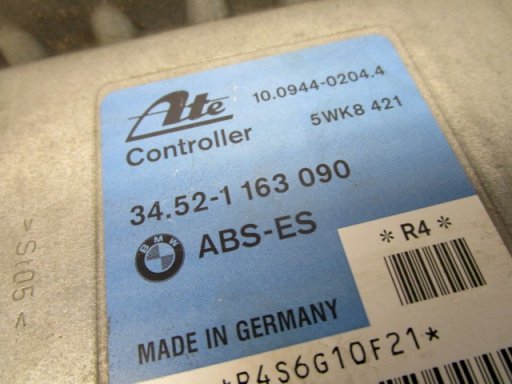 Ate
10.0944-0204.4
Controller
5WK8 421
34.52-1 163 090
BMW
ABS-ES
*R4*
MADE IN GERMANY
*R4S6G10F21*
>St05<